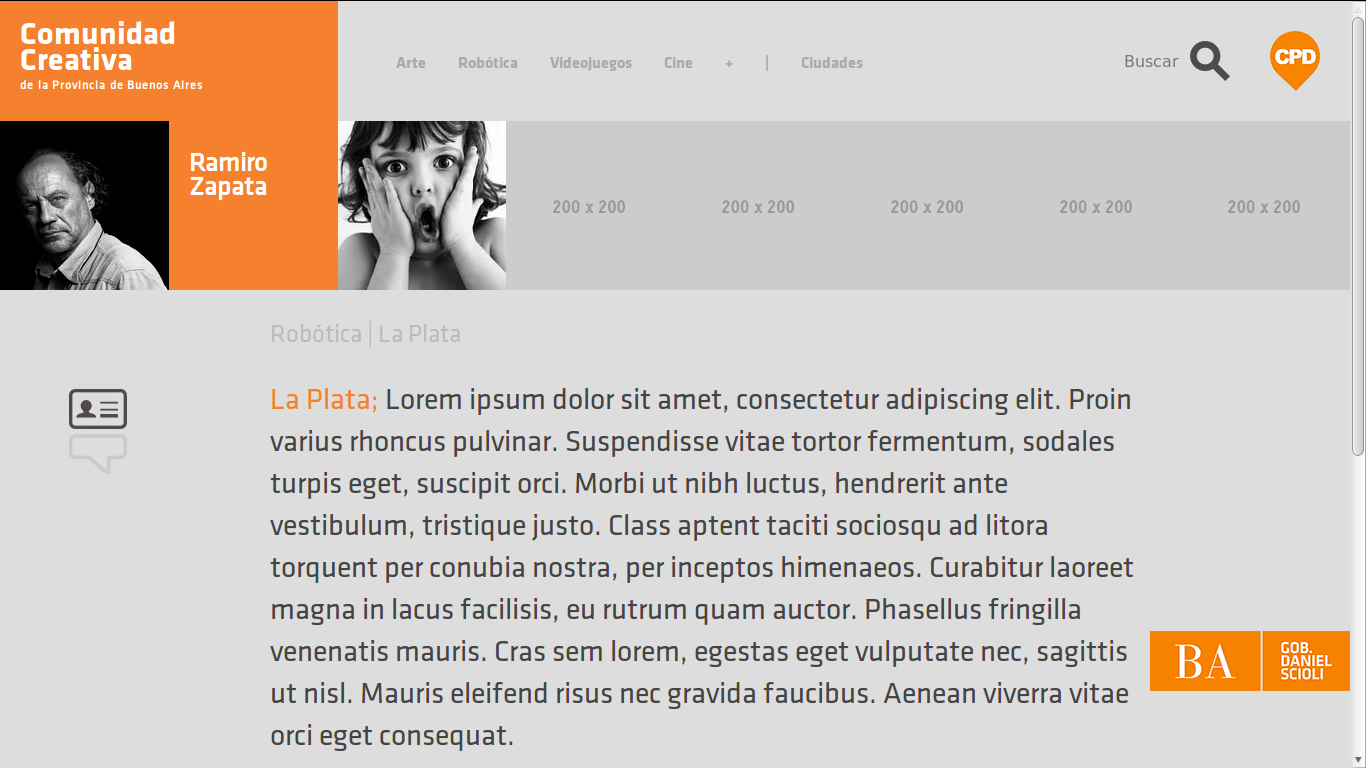 Comunidad
Creativa
de la Provincia de Buenos Aires
Arte Robótica Videojuegos Cine + | Ciudades
Buscar
CPD
Ramiro
Zapata
200 x 200 200 x 200 200 x 200 200 x 200 200 x 200
Robótica | La Plata
La Plata; Lorem ipsum dolor sit amet, consectetur adipiscing elit. Proin
varius rhoncus pulvinar. Suspendisse vitae tortor fermentum, sodales
turpis eget, suscipit orci. Morbi ut nibh luctus, hendrerit ante
vestibulum, tristique justo. Class aptent taciti sociosqu ad litora
torquent per conubia nostra, per inceptos himenaeos. Curabitur laoreet
magna in lacus facilisis, eu rutrum quam auctor. Phasellus fringilla
venenatis mauris. Cras sem lorem, egestas eget vulputate nec, sagittis
ut nisl. Mauris eleifend risus nec gravida faucibus. Aenean viverra vitae
orci eget consequat.
BA
GOB.
DANIEL
SCIOLI